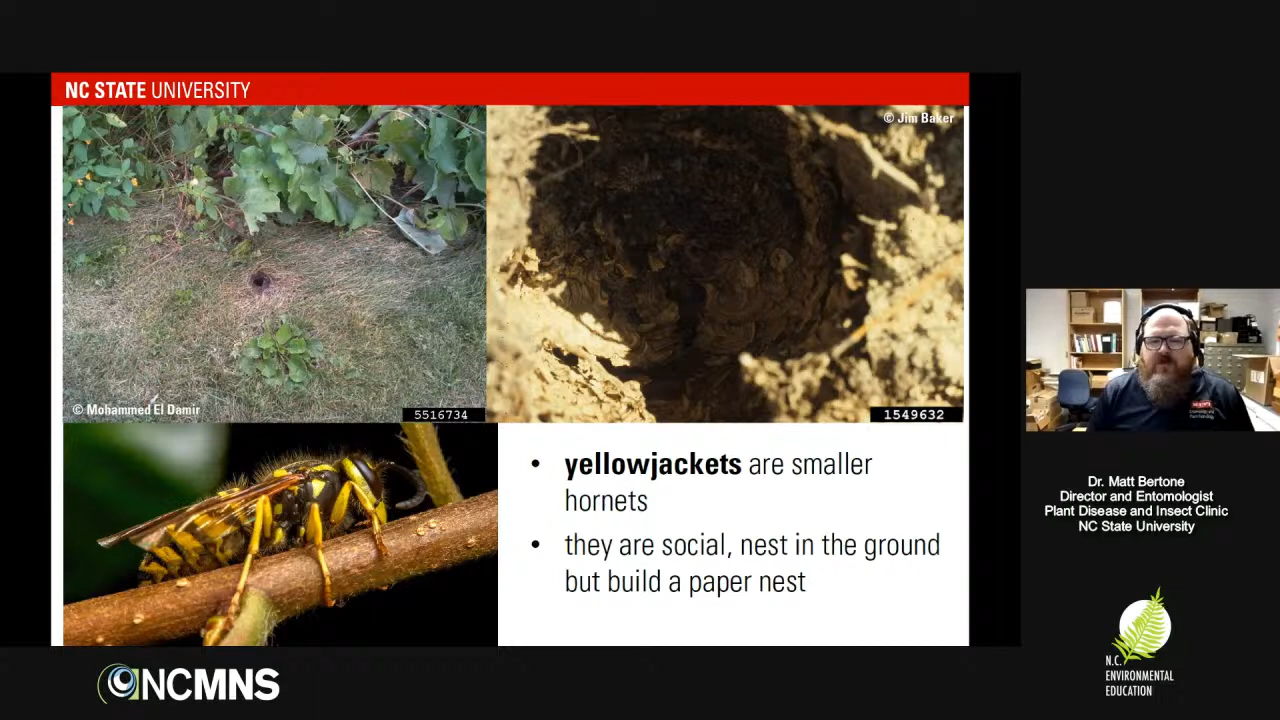 NC STATE UNIVERSITY
© Jim Baker
© Mohammed El Damir
5516734
1549632
• yellowjackets are smaller
hornets
• they are social, nest in the ground
but build a paper nest
NC STATE
Dr. Matt Bertone
Director and Entomologist
Plant Disease and Insect Clinic
NC State University
NCMNS
N.C.
ENVIRONMENTAL
EDUCATION